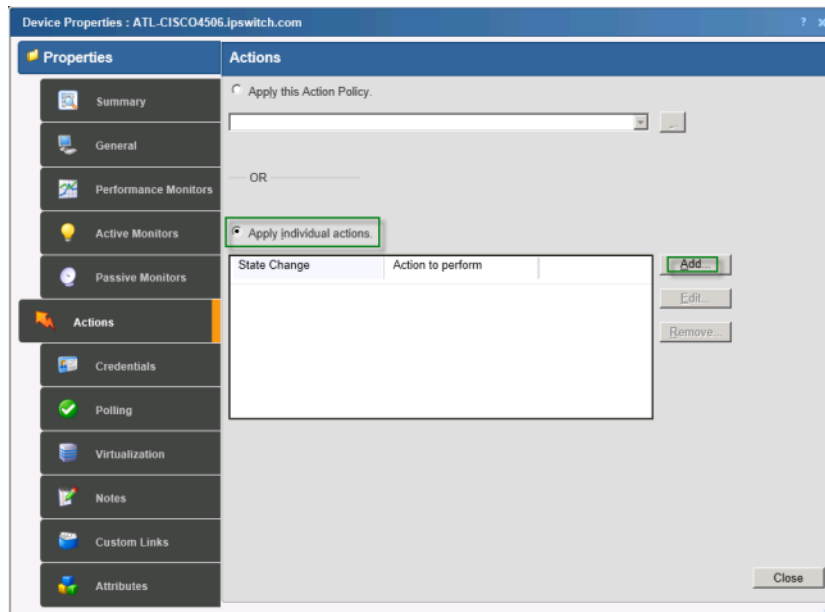 Device Properties : ATL-CISCO4506.ipswitch.com ?
Properties
Actions
Summary
General
Performance Monitors
Active Monitors
Passive Monitors
Actions
Credentials
Polling
Virtualization
Notes
Custom Links
Attributes
Apply this Action Policy.
...
OR
Apply individual actions.
State Change Action to perform
Add...
Edit...
Remove...
Close